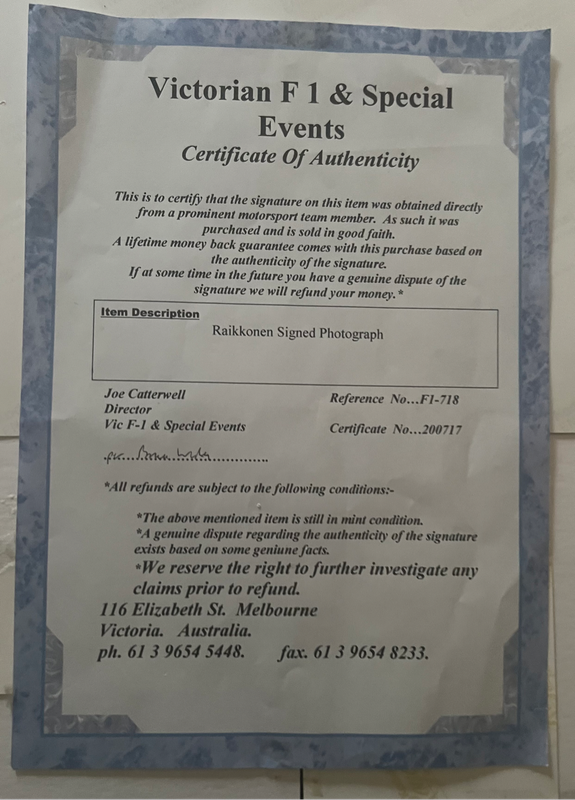 Victorian F 1 & Special
Events
Certificate Of Authenticity
This is to certify that the signature on this item was obtained directly
from a prominent motorsport team member. As such it was
purchased and is sold in good faith.
A lifetime money back guarantee comes with this purchase based on
the authenticity of the signature.
If at some time in the future you have a genuine dispute of the
signature we will refund your money.*
Item Description
Raikkonen Signed Photograph
Joe Catterwell
Director
Vic F-1 & Special Events
Reference No...F1-718
Certificate No...200717
*All refunds are subject to the following conditions:-
*The above mentioned item is still in mint condition.
*A genuine dispute regarding the authenticity of the signature
exists based on some geniune facts.
*We reserve the right to further investigate any
claims prior to refund.
116 Elizabeth St. Melbourne
Victoria. Australia.
ph. 61 3 9654 5448. fax. 61 3 9654 8233.